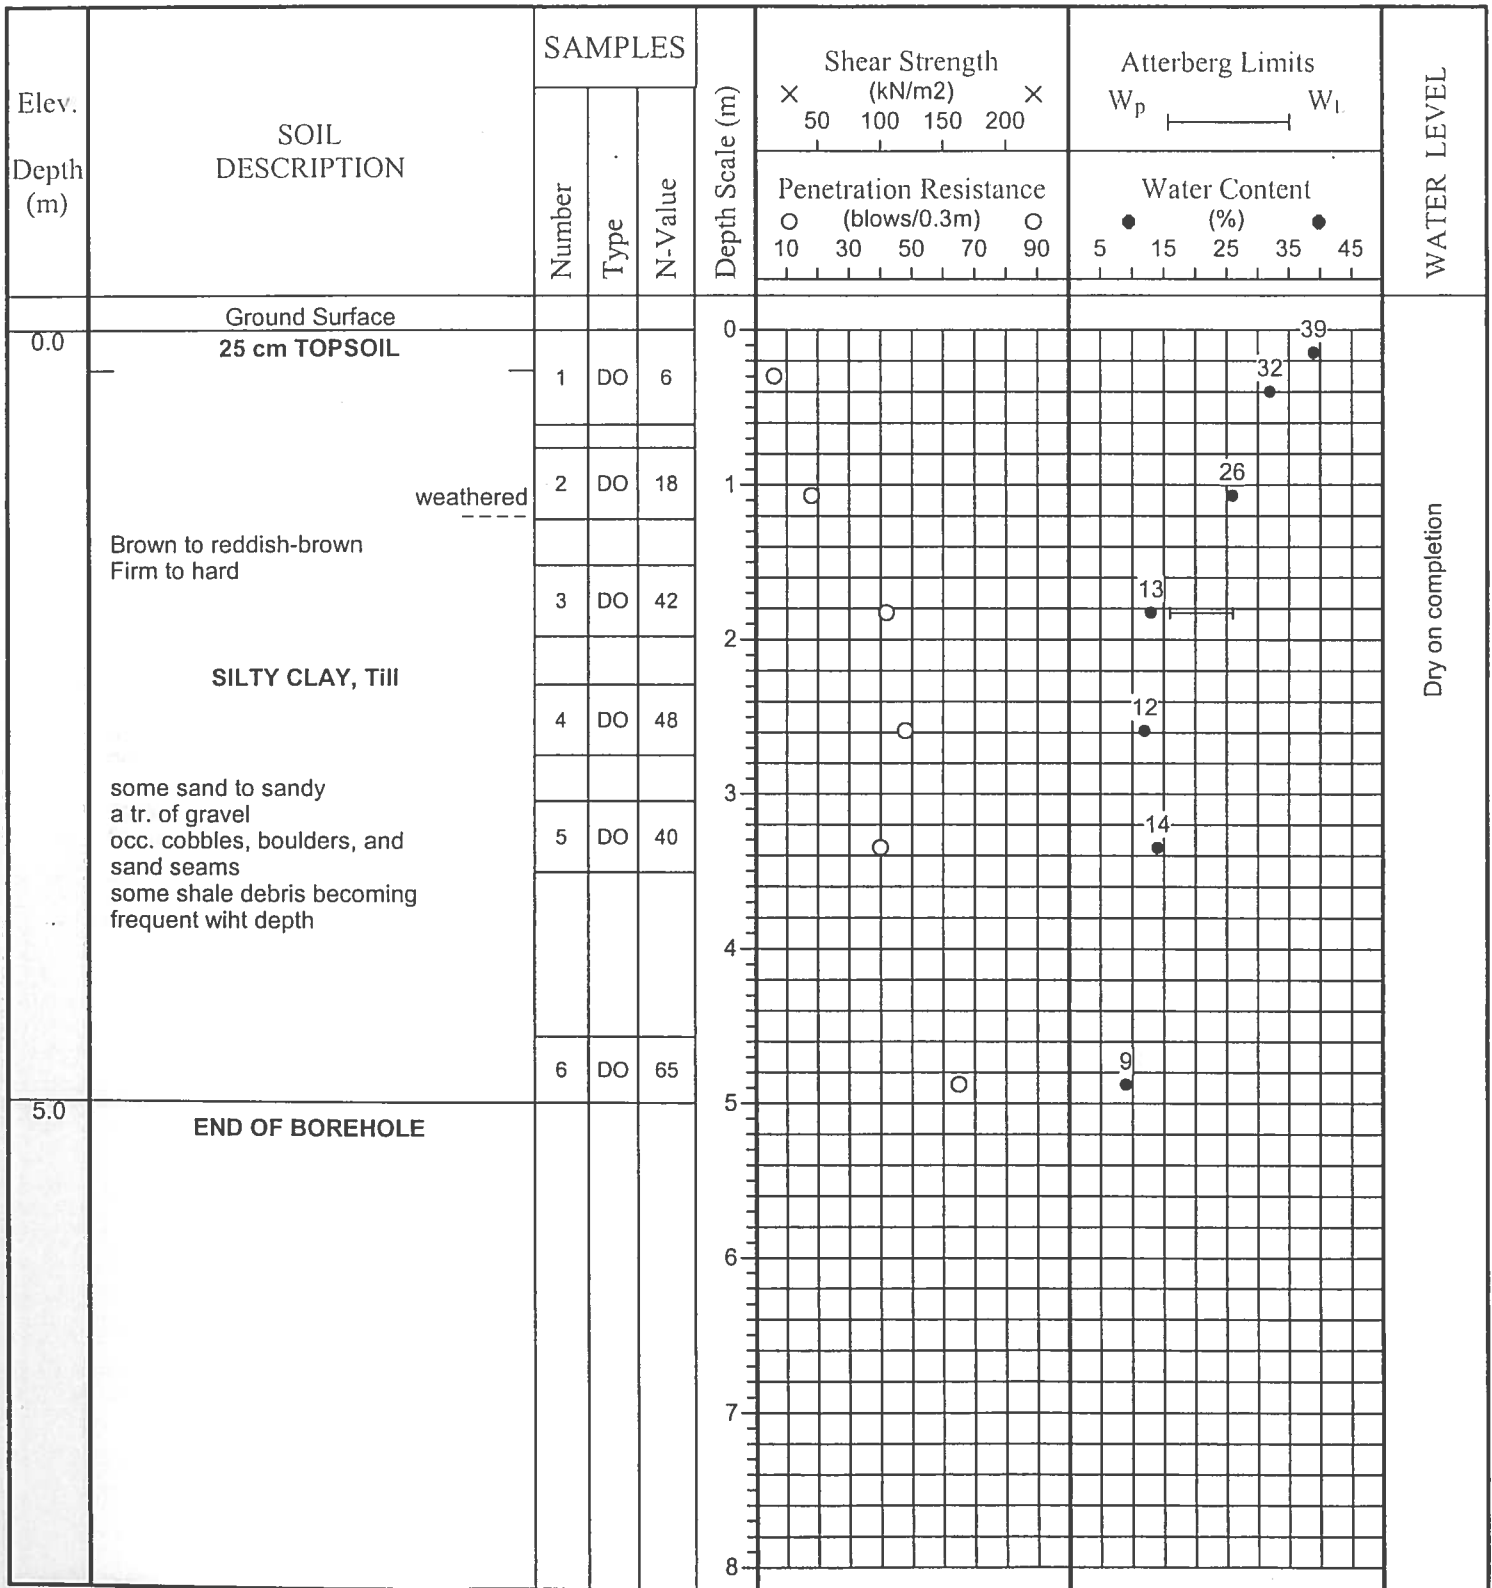 Elev.
Depth
(m)
SOIL
DESCRIPTION
SAMPLES
Number
Type
N-Value
Depth Scale (m)
Shear Strength
× (kN/m2) ×
50 100 150 200
Penetration Resistance
○ (blows/0.3m) ○
10 30 50 70 90
Atterberg Limits
Wp WL
Water Content
● (%) ●
5 15 25 35 45
WATER LEVEL
Ground Surface
0.0 25 cm TOPSOIL
1 DO 6
weathered
2 DO 18
Brown to reddish-brown
Firm to hard
3 DO 42
SILTY CLAY, Till
4 DO 48
some sand to sandy
a tr. of gravel
occ. cobbles, boulders, and
sand seams
some shale debris becoming
frequent wiht depth
5 DO 40
6 DO 65
5.0
END OF BOREHOLE
0
1
2
3
4
5
6
7
8
39
32
26
13
12
14
9
Dry on completion